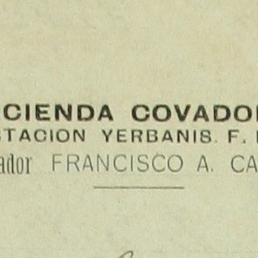 CIENDA COVADO
STACION YERBANIS. F.
ador FRANCISCO A. CA